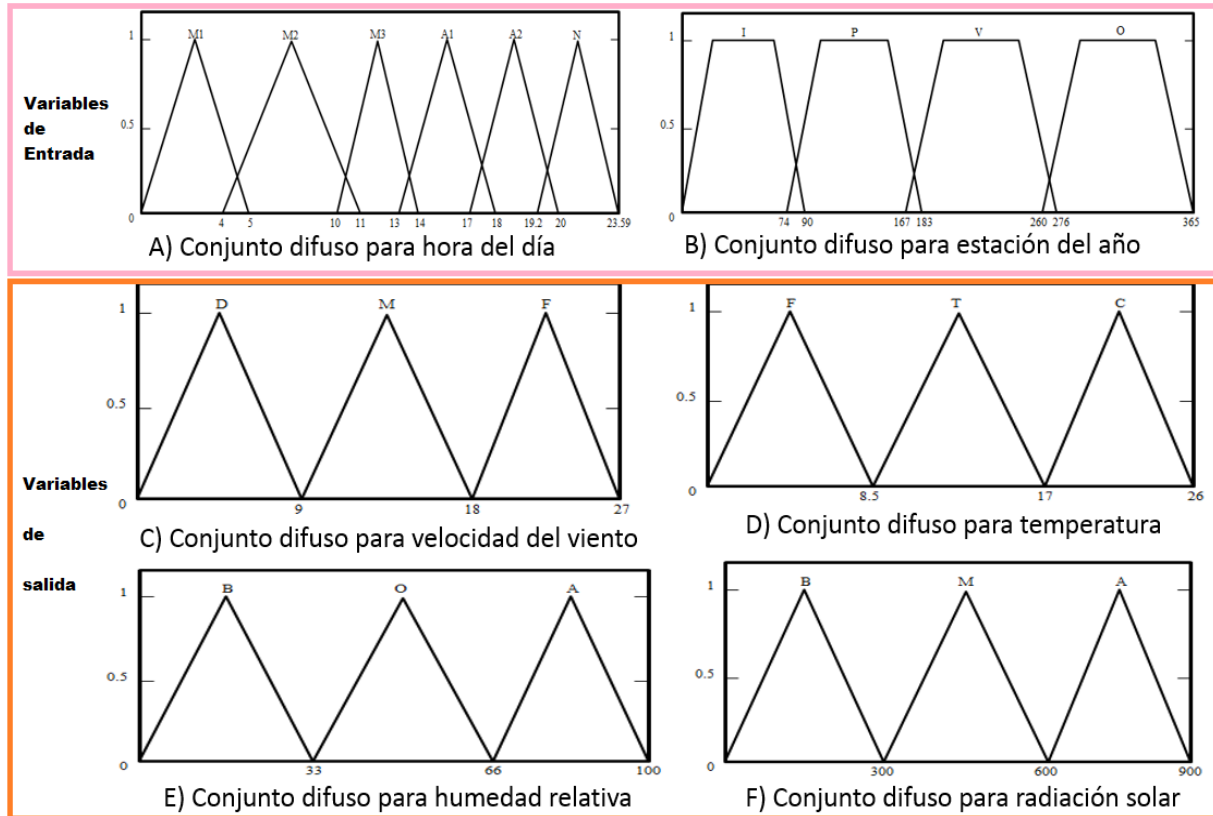 Variables
de
Entrada
M1 M2 M3 A1 A2 N
1
0.5
0
4 5 10 11 13 14 17 18 19.2 20 23.59
A) Conjunto difuso para hora del día
I P V O
1
0.5
0
74 90 167 183 260 276 365
B) Conjunto difuso para estación del año
Variables
de
salida
D M F
1
0.5
0
9 18 27
C) Conjunto difuso para velocidad del viento
F T C
1
0.5
0
8.5 17 26
D) Conjunto difuso para temperatura
B O A
1
0.5
0
33 66 100
E) Conjunto difuso para humedad relativa
B M A
1
0.5
0
300 600 900
F) Conjunto difuso para radiación solar